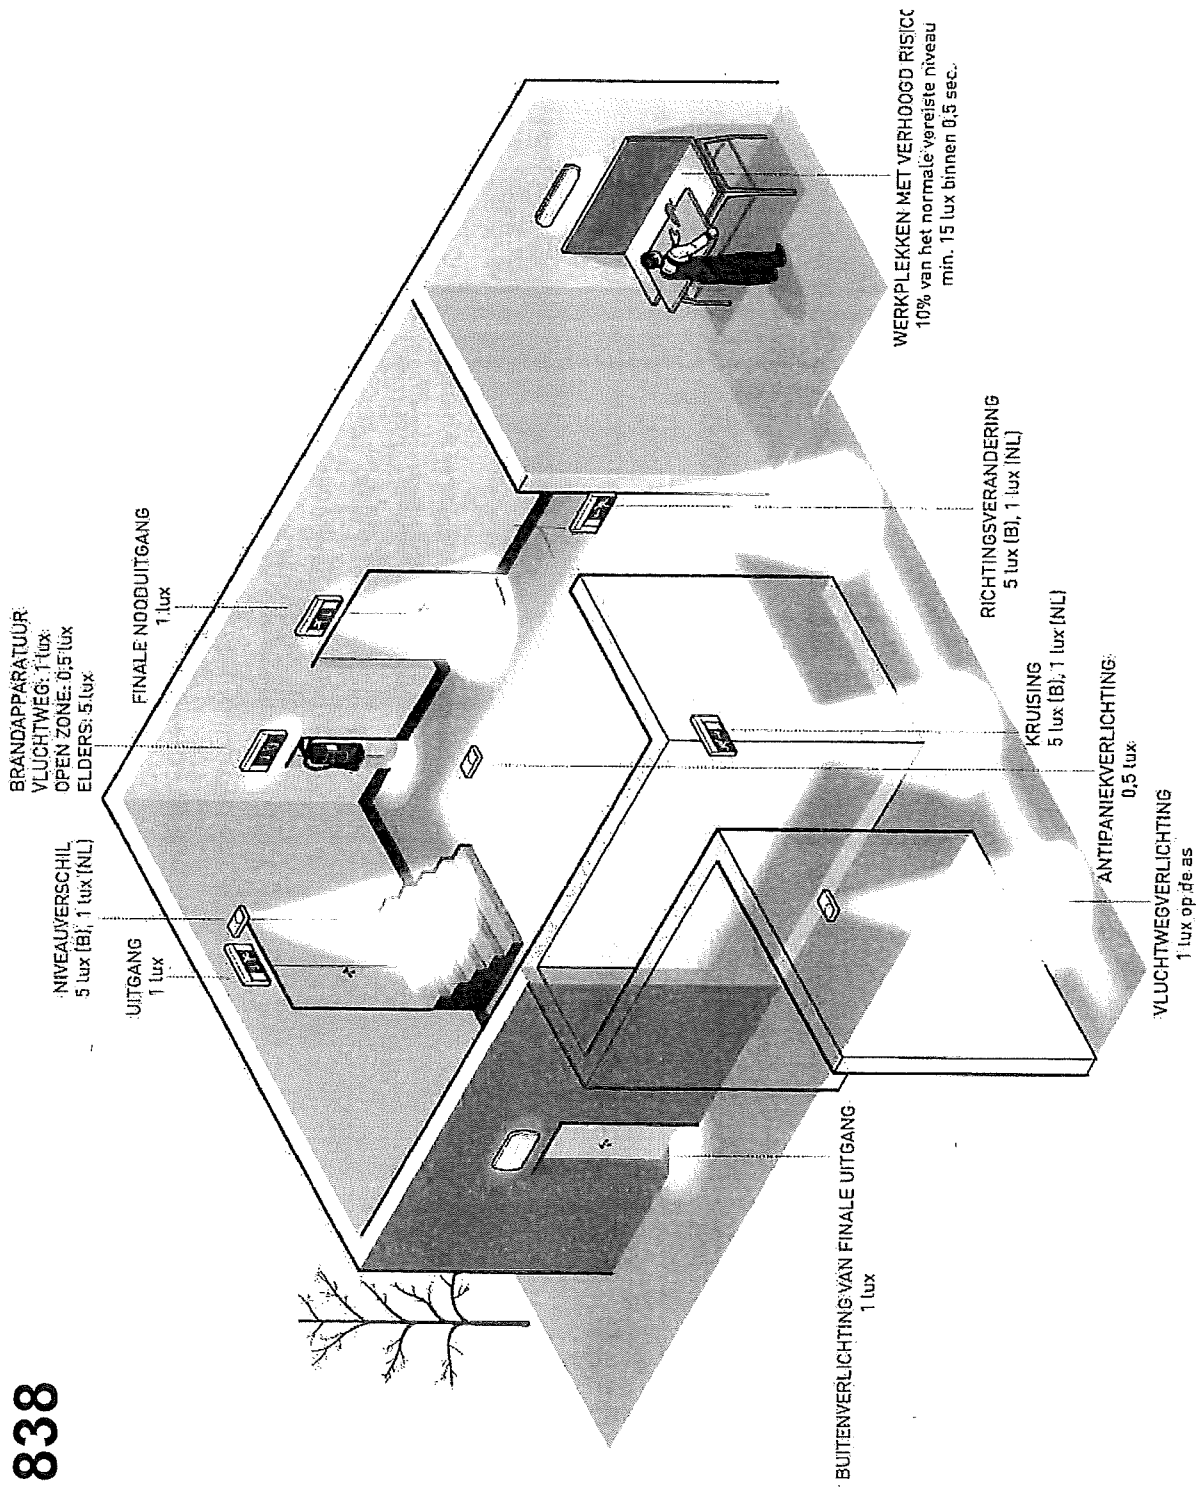 838
NIVEAUVERSCHIL
5 lux (B), 1 lux (NL)
UITGANG
1 lux
BRANDAPPARATUUR:
VLUCHTWEG: 1 lux
OPEN ZONE: 0,5 lux
ELDERS: 5 lux
FINALE NOODUITGANG
1 lux
BUITENVERLICHTING VAN FINALE UITGANG
1 lux
VLUCHTWEGVERLICHTING
1 lux op de as
ANTIPANIEKVERLICHTING:
0,5 lux
KRUISING
5 lux (B), 1 lux (NL)
RICHTINGSVERANDERING
5 lux (B), 1 lux (NL)
WERKPLEKKEN MET VERHOOGD RISICO
10% van het normale vereiste niveau
min. 15 lux binnen 0,5 sec.